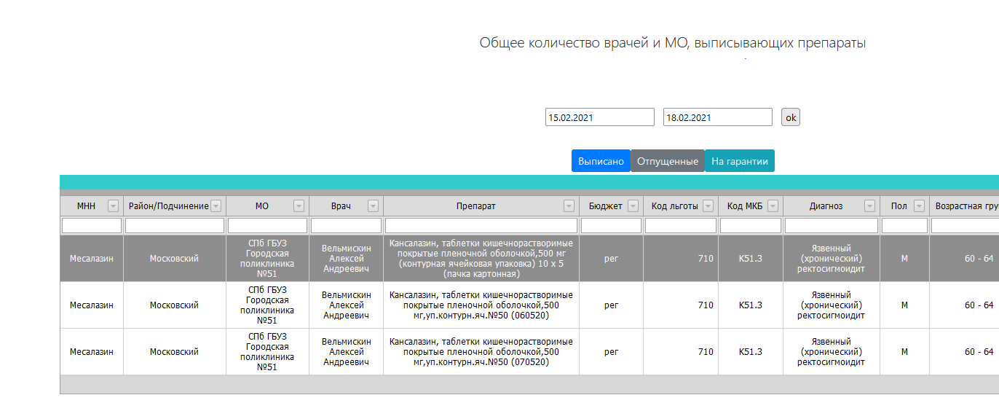 Общее количество врачей и МО, выписывающих препараты
15.02.2021 18.02.2021 ok
Выписано Отпущенные На гарантии
МНН Район/Подчинение МО Врач Препарат Бюджет Код льготы Код МКБ Диагноз Пол Возрастная гру
Месалазин
Московский
СПб ГБУЗ
Городская
поликлиника
№51
Вельмискин
Алексей
Андреевич
Кансалазин, таблетки кишечнорастворимые
покрытые пленочной оболочкой,500 мг
(контурная ячейковая упаковка) 10 x 5
(пачка картонная)
рег
710
K51.3
Язвенный
(хронический)
ректосигмоидит
М
60 - 64
Месалазин
Московский
СПб ГБУЗ
Городская
поликлиника
№51
Вельмискин
Алексей
Андреевич
Кансалазин, таблетки кишечнорастворимые
покрытые пленочной оболочкой,500
мг,уп.контурн.яч.№50 (060520)
рег
710
K51.3
Язвенный
(хронический)
ректосигмоидит
М
60 - 64
Месалазин
Московский
СПб ГБУЗ
Городская
поликлиника
№51
Вельмискин
Алексей
Андреевич
Кансалазин, таблетки кишечнорастворимые
покрытые пленочной оболочкой,500
мг,уп.контурн.яч.№50 (070520)
рег
710
K51.3
Язвенный
(хронический)
ректосигмоидит
М
60 - 64